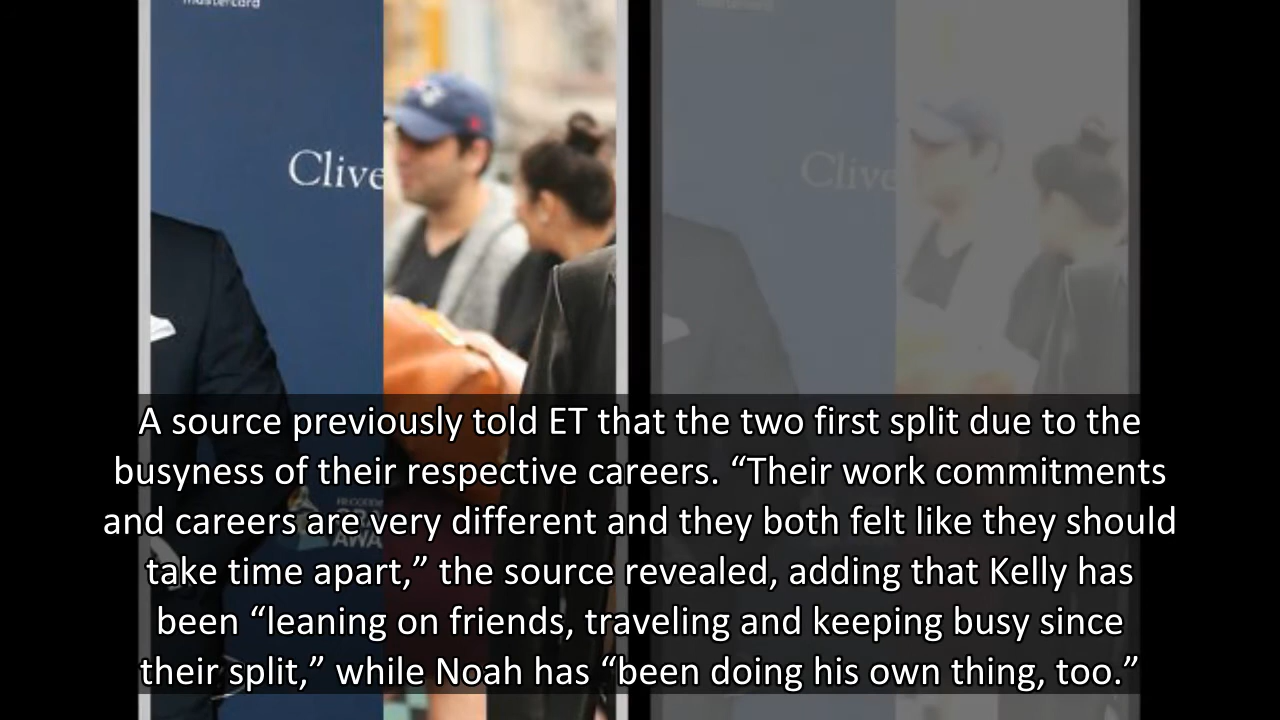 mastercard
Clive
Clive
A source previously told ET that the two first split due to the
busyness of their respective careers. “Their work commitments
and careers are very different and they both felt like they should
take time apart,” the source revealed, adding that Kelly has
been “leaning on friends, traveling and keeping busy since
their split,” while Noah has “been doing his own thing, too.”